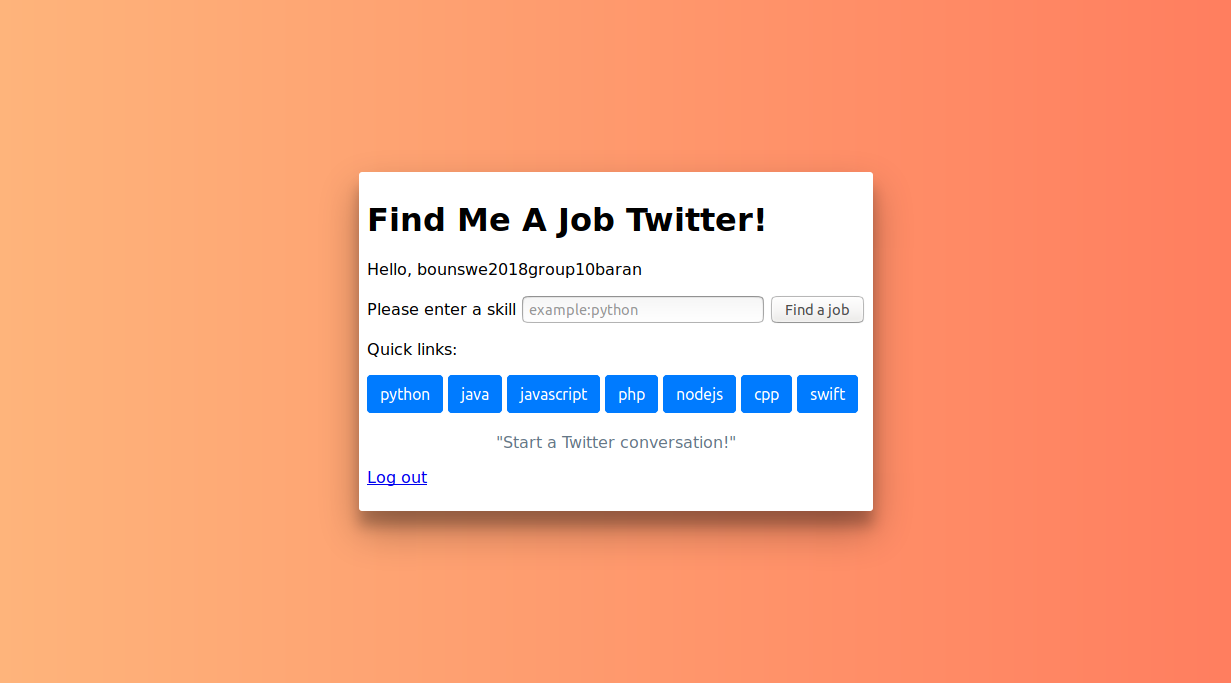 Find Me A Job Twitter!
Hello, bounswe2018group10baran
Please enter a skill example:python Find a job
Quick links:
python java javascript php nodejs cpp swift
"Start a Twitter conversation!"
Log out